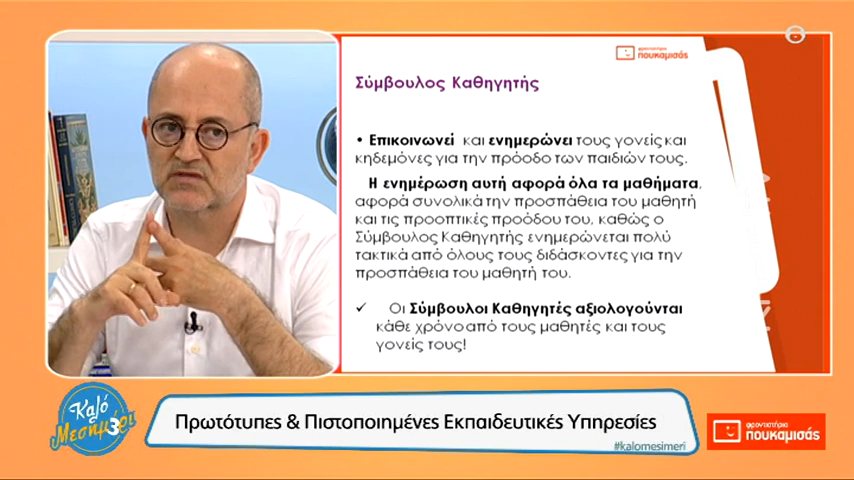 φροντιστήρια
πουκαμισάς
Σύμβουλος Καθηγητής
• Επικοινωνεί και ενημερώνει τους γονείς και
κηδεμόνες για την πρόοδο των παιδιών τους.
Η ενημέρωση αυτή αφορά όλα τα μαθήματα,
αφορά συνολικά την προσπάθεια του μαθητή
και τις προοπτικές προόδου του, καθώς ο
Σύμβουλος Καθηγητής ενημερώνεται πολύ
τακτικά από όλους τους διδάσκοντες για την
προσπάθεια του μαθητή του.
✓ Οι Σύμβουλοι Καθηγητές αξιολογούνται
κάθε χρόνο από τους μαθητές και τους
γονείς τους!
Καλό
Μεσημέρι
3
Πρωτότυπες & Πιστοποιημένες Εκπαιδευτικές Υπηρεσίες
#kalomesimeri
φροντιστήρια
πουκαμισάς